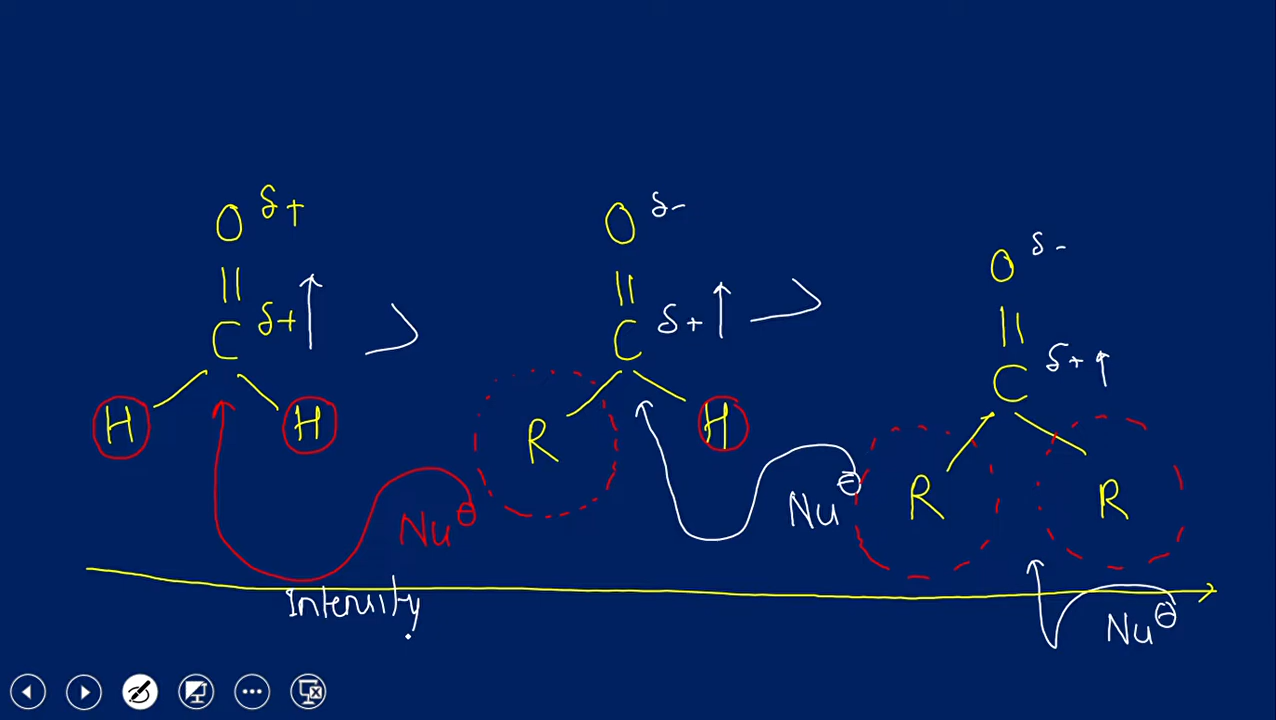 O δ+
O δ-
O δ-
C δ+ >
C δ+ >
C δ+
H H
R H
R R
Nu⊖
Nu⊖
Intensity
Nu⊖